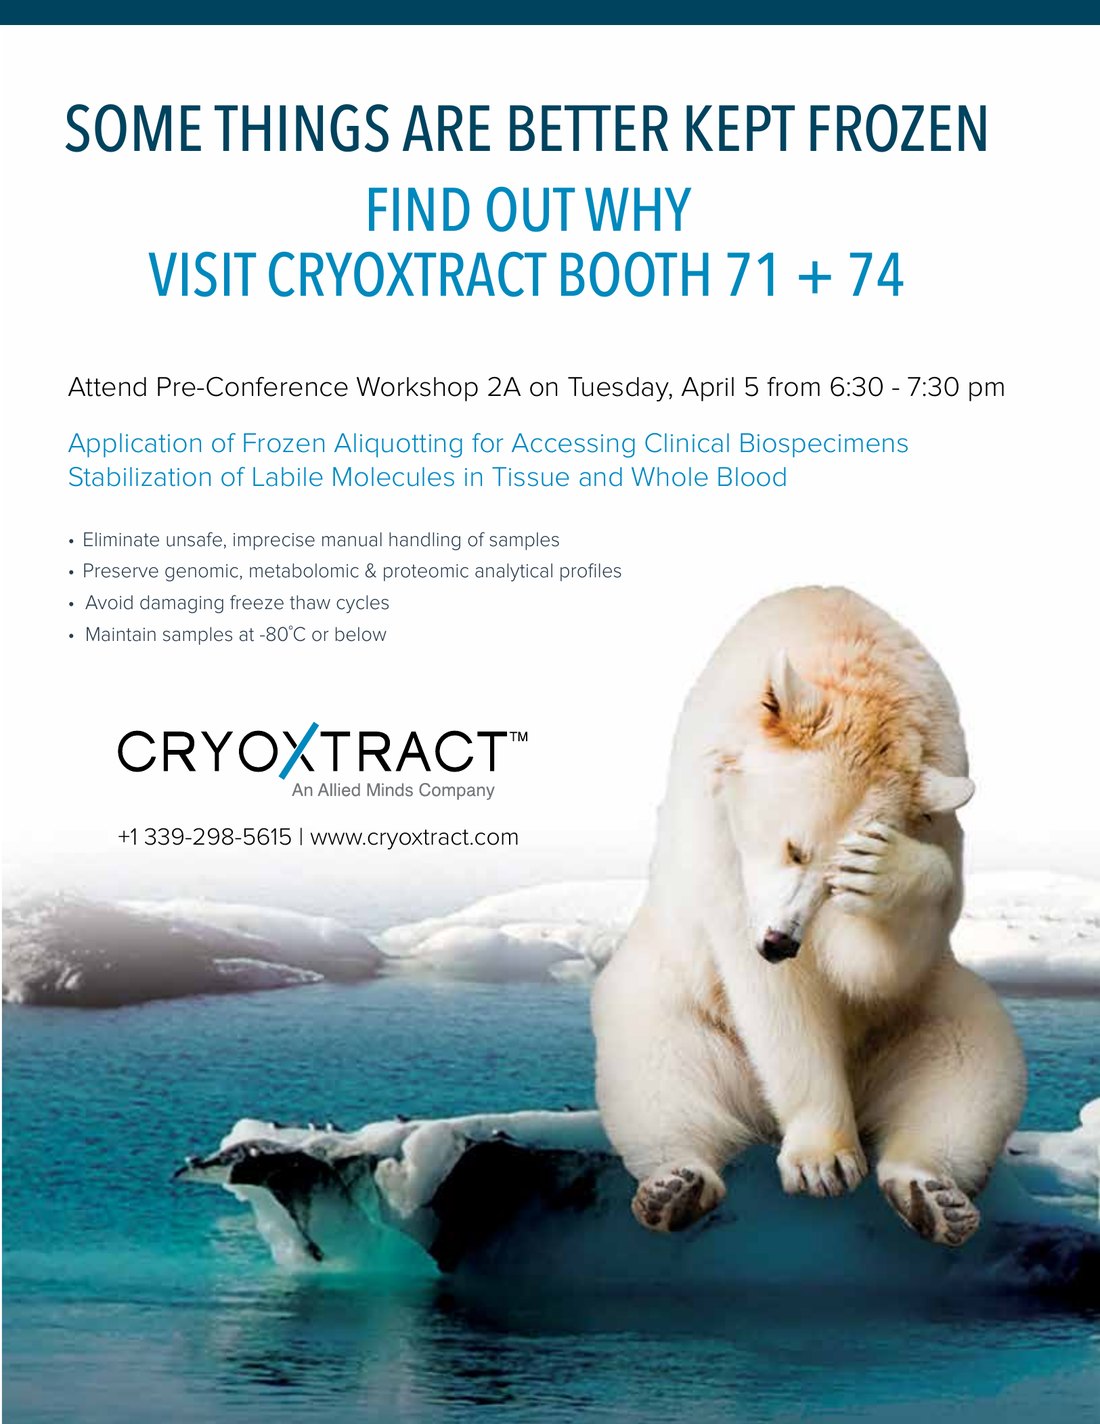 SOME THINGS ARE BETTER KEPT FROZEN
FIND OUT WHY
VISIT CRYOXTRACT BOOTH 71 + 74
Attend Pre-Conference Workshop 2A on Tuesday, April 5 from 6:30 - 7:30 pm
Application of Frozen Aliquotting for Accessing Clinical Biospecimens
Stabilization of Labile Molecules in Tissue and Whole Blood
• Eliminate unsafe, imprecise manual handling of samples
• Preserve genomic, metabolomic & proteomic analytical profiles
• Avoid damaging freeze thaw cycles
• Maintain samples at -80°C or below
CRYOXTRACT™
An Allied Minds Company
+1 339-298-5615 | www.cryoxtract.com